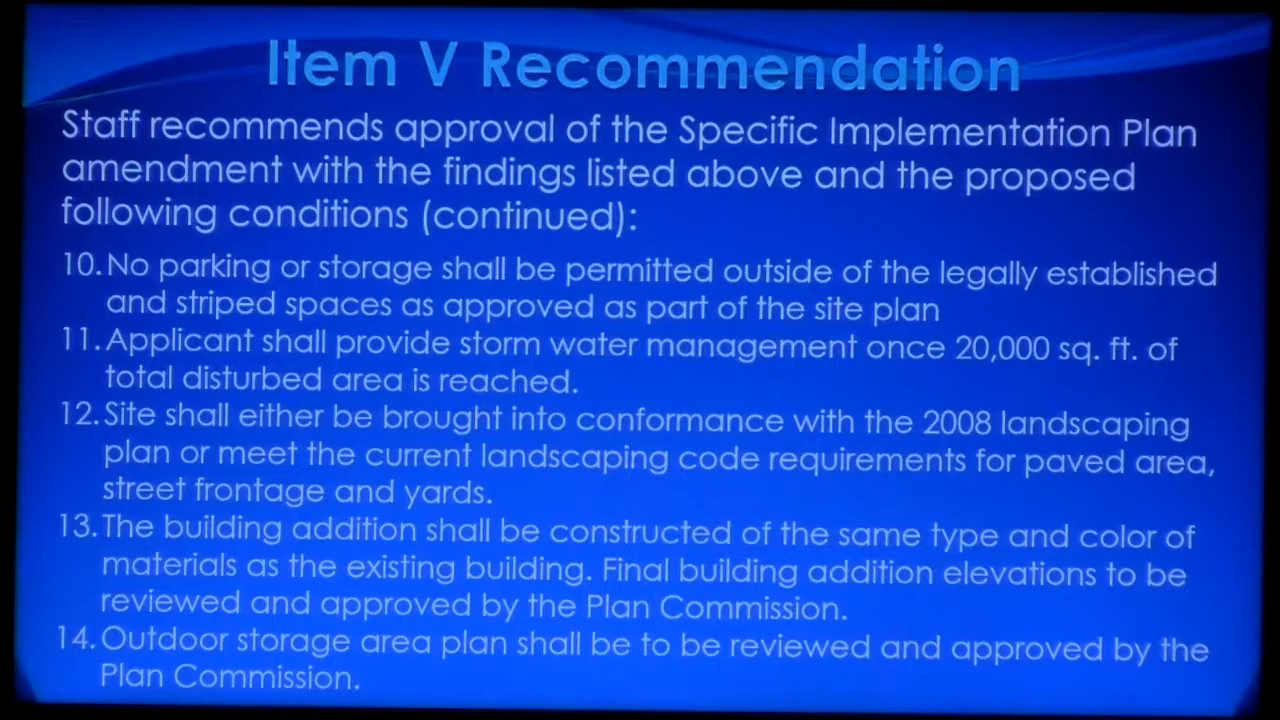 Item V Recommendation
Staff recommends approval of the Specific Implementation Plan
amendment with the findings listed above and the proposed
following conditions (continued):
10. No parking or storage shall be permitted outside of the legally established
and striped spaces as approved as part of the site plan
11. Applicant shall provide storm water management once 20,000 sq. ft. of
total disturbed area is reached.
12. Site shall either be brought into conformance with the 2008 landscaping
plan or meet the current landscaping code requirements for paved area,
street frontage and yards.
13. The building addition shall be constructed of the same type and color of
materials as the existing building. Final building addition elevations to be
reviewed and approved by the Plan Commission.
14. Outdoor storage area plan shall be to be reviewed and approved by the
Plan Commission.